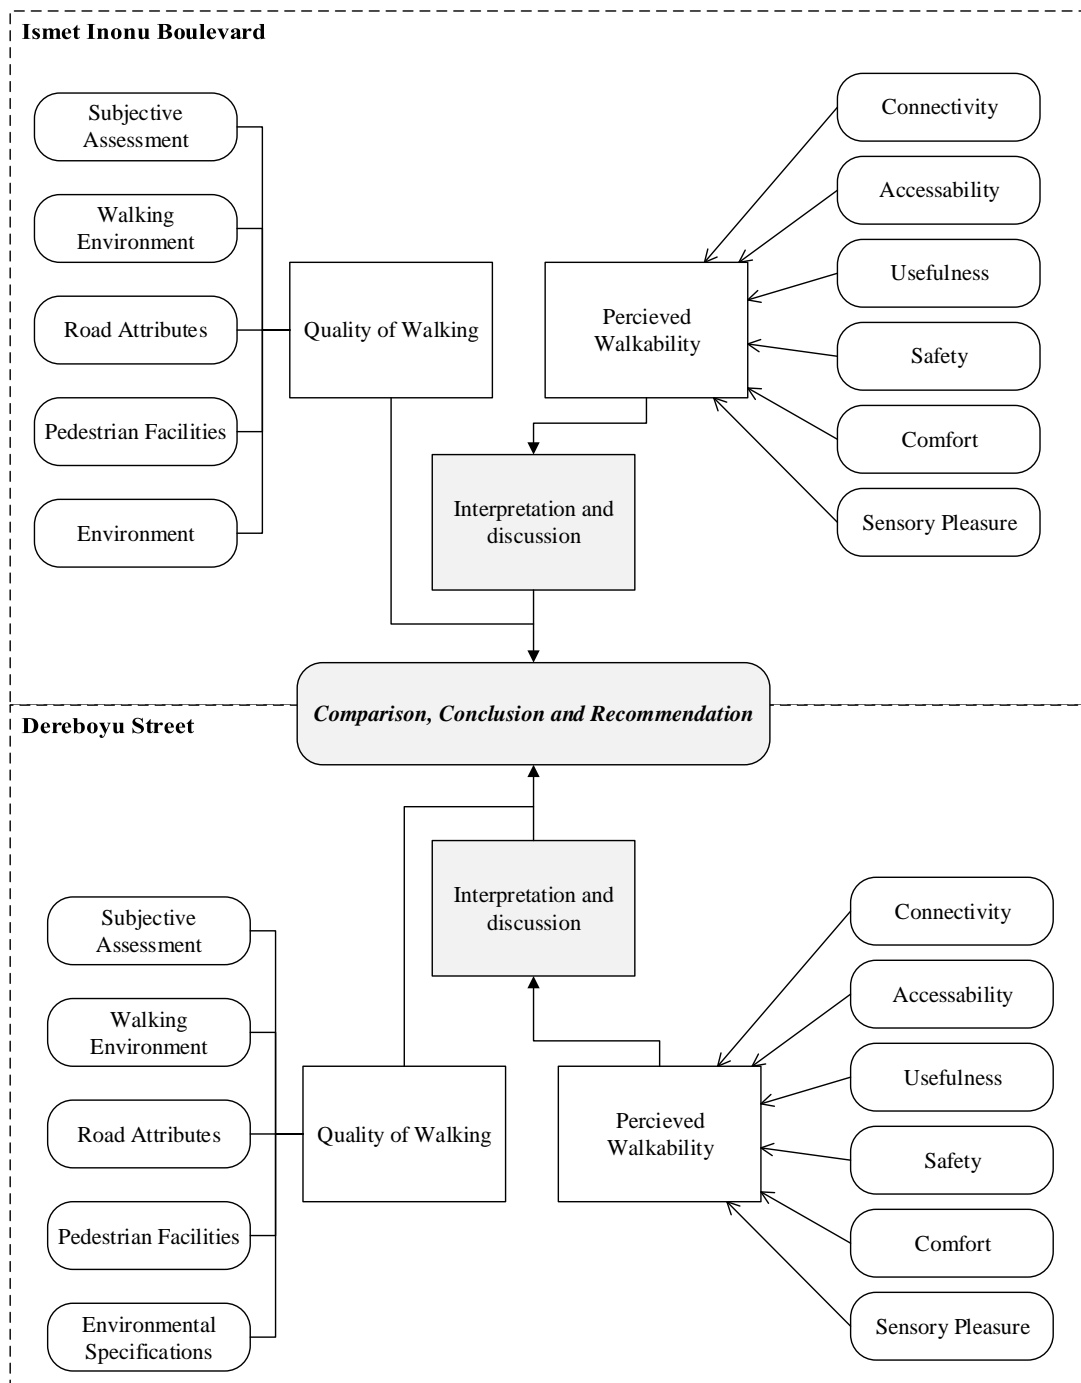 Ismet Inonu Boulevard
Subjective
Assessment
Walking
Environment
Road Attributes
Pedestrian Facilities
Environment
Quality of Walking
Percieved
Walkability
Connectivity
Accessability
Usefulness
Safety
Comfort
Sensory Pleasure
Interpretation and
discussion
Comparison, Conclusion and Recommendation
Dereboyu Street
Interpretation and
discussion
Subjective
Assessment
Walking
Environment
Road Attributes
Pedestrian Facilities
Environmental
Specifications
Quality of Walking
Percieved
Walkability
Connectivity
Accessability
Usefulness
Safety
Comfort
Sensory Pleasure